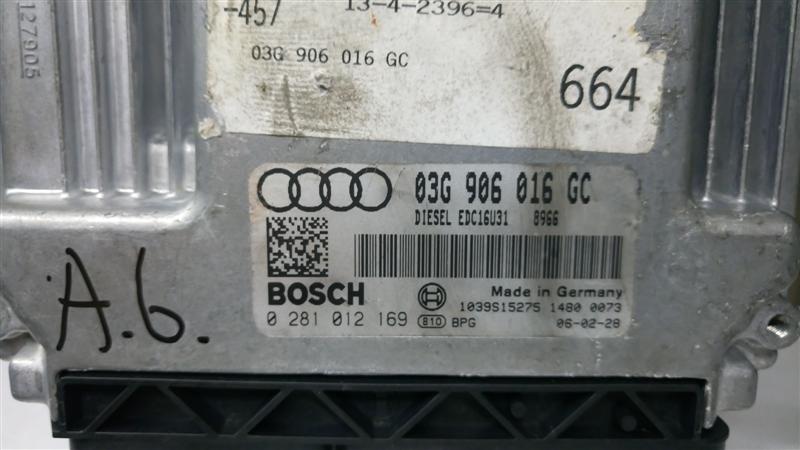 -457 13-4-2396=4
03G 906 016 GC
664
127905
03G 906 016 GC
DIESEL EDC16U31 8966
BOSCH
Made in Germany
1039S15275 1480 0073
0 281 012 169 810 BPG 06-02-28
A.6.